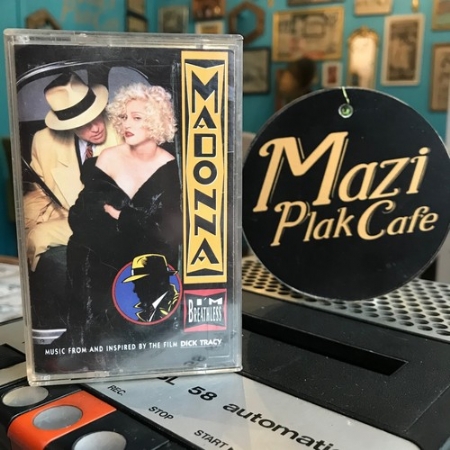 MADONNA
I'M
BREATHLESS
MUSIC FROM AND INSPIRED BY THE FILM DICK TRACY
Mazi
Plak Cafe
58 automatic
REC.
STOP
START